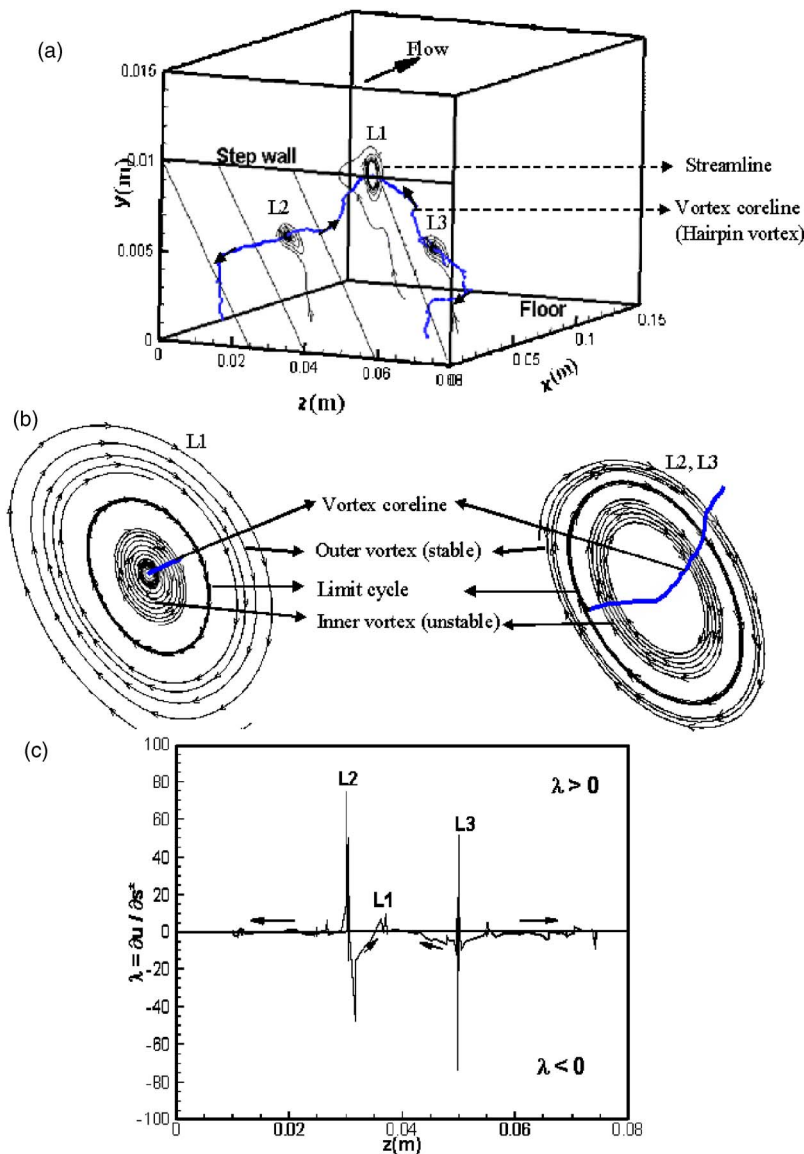 (a)
Flow
0.015
L1
Step wall
Streamline
0.01
y(m)
L2
L3
Vortex coreline
(Hairpin vortex)
0.005
Floor
0
0
0.02
0.04
0.06
0.08
0.05
0.1
0.15
z(m)
x(m)
(b)
L1
L2, L3
Vortex coreline
Outer vortex (stable)
Limit cycle
Inner vortex (unstable)
(c)
100
80
60
40
20
0
-20
-40
-60
-80
-100
λ = ∂u / ∂s*
L2
λ > 0
L3
L1
λ < 0
0
0.02
0.04
0.06
0.08
z(m)